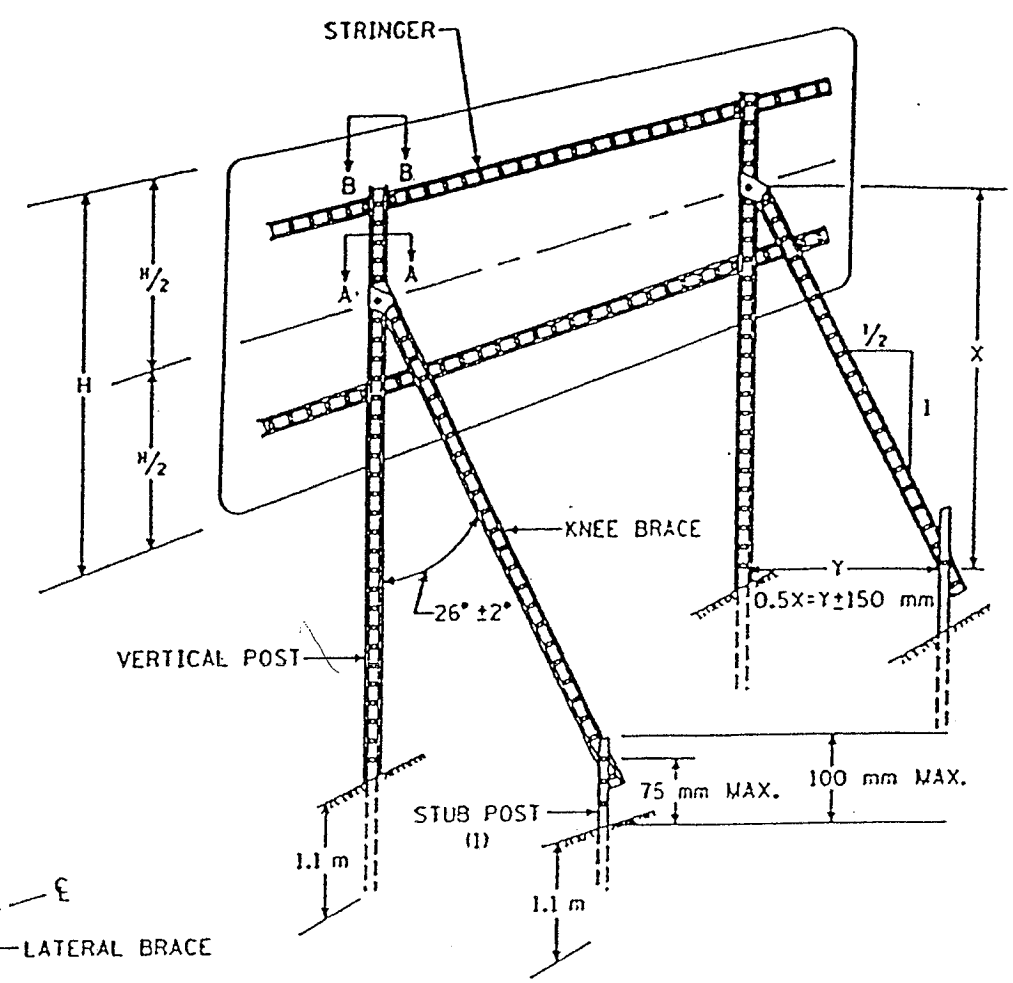 STRINGER
B B
A A
H/2
H
H/2
1/2
1
X
KNEE BRACE
26° ±2°
Y
0.5X=Y±150 mm
VERTICAL POST
75 mm MAX.
100 mm MAX.
STUB POST
(1)
1.1 m
1.1 m
℄
LATERAL BRACE